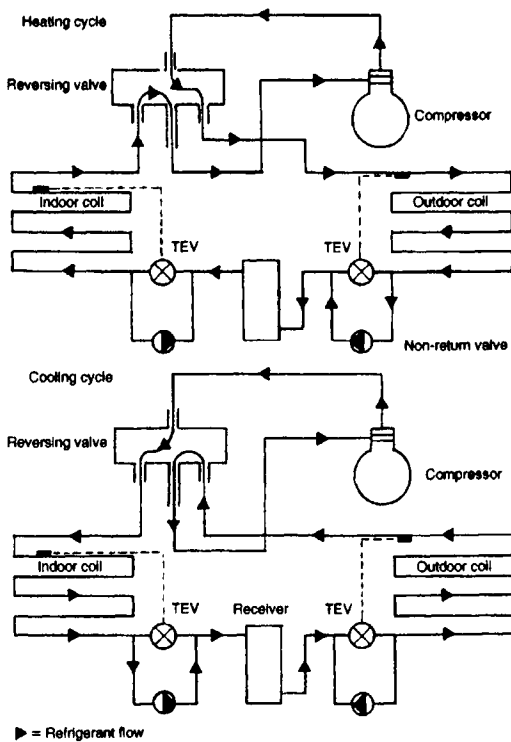 Heating cycle
Reversing valve
Compressor
Indoor coil
Outdoor coil
TEV
TEV
Non-return valve
Cooling cycle
Reversing valve
Compressor
Indoor coil
Outdoor coil
TEV
Receiver
TEV
= Refrigerant flow